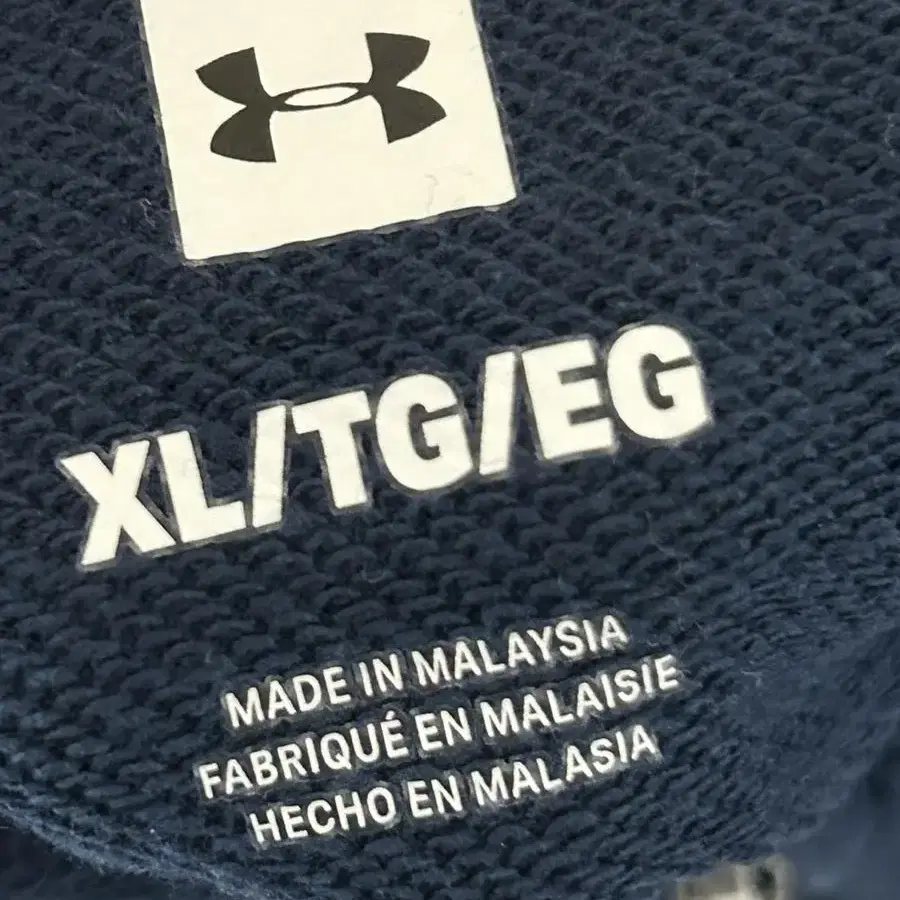 XL/TG/EG
MADE IN MALAYSIA
FABRIQUÉ EN MALAISIE
HECHO EN MALASIA